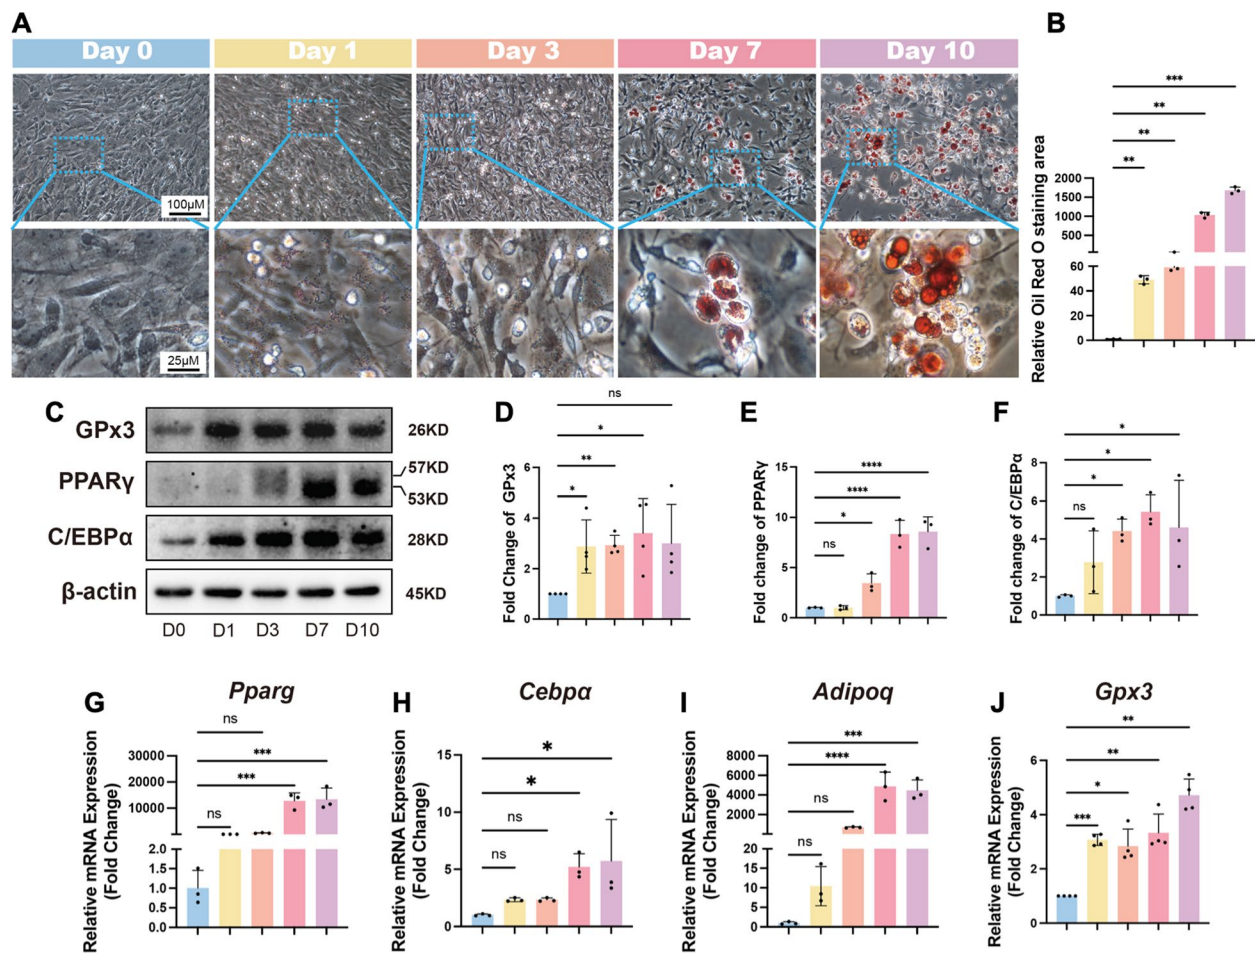 A
Day 0
Day 1
Day 3
Day 7
Day 10
100μM
25μM
B
***
**
**
**
Relative Oil Red O staining area
2000
1500
1000
500
60
40
20
0
C
GPx3
26KD
PPARγ
57KD
53KD
C/EBPα
28KD
β-actin
45KD
D0 D1 D3 D7 D10
D
ns
*
**
*
Fold Change of GPx3
6
4
2
0
E
****
****
*
ns
Fold change of PPARγ
15
10
5
0
F
*
*
*
ns
Fold change of C/EBPα
8
6
4
2
0
G
Pparg
ns
***
***
ns
Relative mRNA Expression
(Fold Change)
30000
20000
10000
2.0
1.5
1.0
0.5
0.0
H
Cebpα
*
*
ns
ns
Relative mRNA Expression
(Fold Change)
15
10
5
0
I
Adipoq
***
****
ns
ns
Relative mRNA Expression
(Fold Change)
8000
6000
4000
2000
20
15
10
5
0
J
Gpx3
**
**
*
***
Relative mRNA Expression
(Fold Change)
6
4
2
0